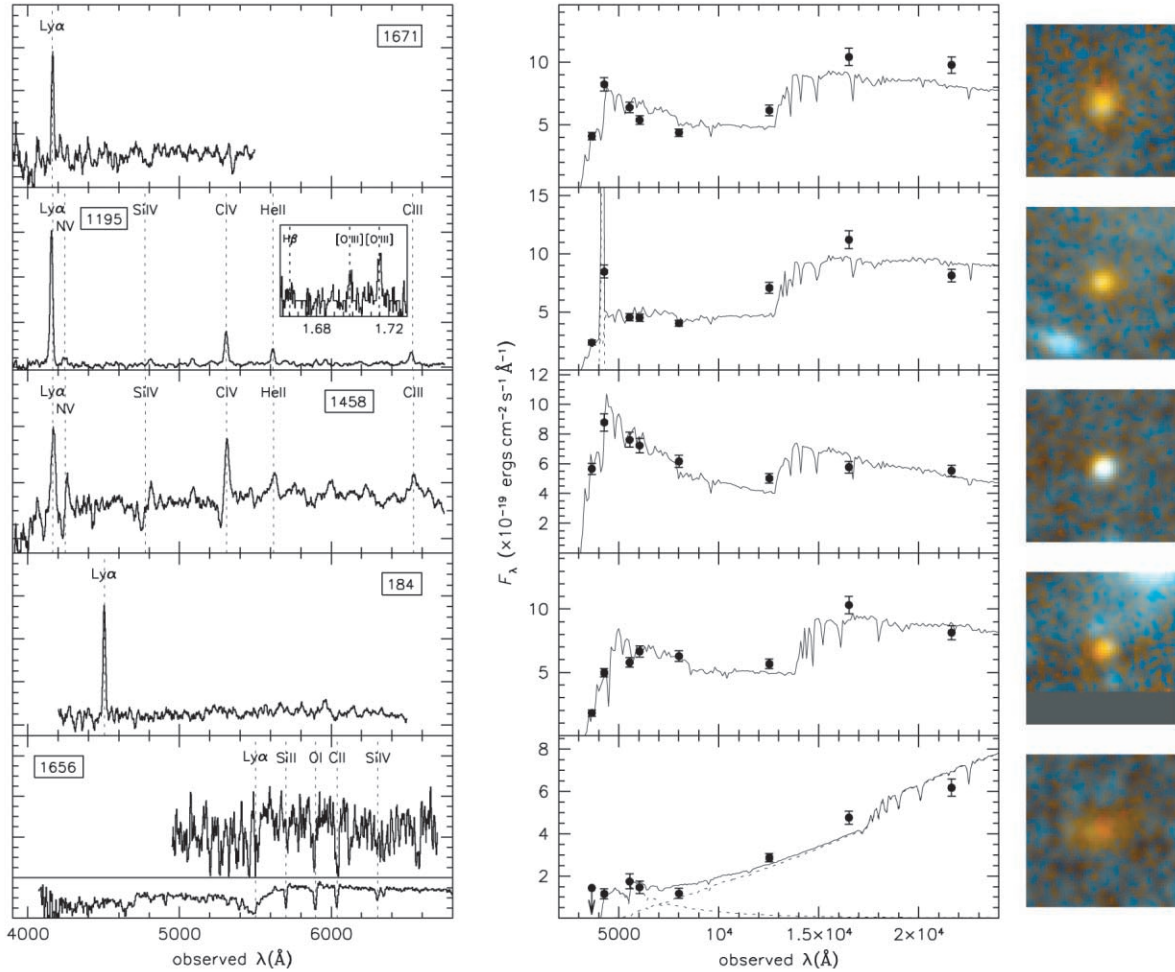 Lyα
1671
10
5
Lyα
NV
1195
SiIV
CIV
HeII
CIII
Hβ
[OIII][OIII]
1.68
1.72
15
10
5
Lyα
NV
SiIV
CIV
HeII
1458
CIII
12
10
8
6
4
2
Fλ (×10⁻¹⁹ ergs cm⁻² s⁻¹ Å⁻¹)
Lyα
184
10
5
1656
Lyα SiII OI CII SiIV
8
6
4
2
4000 5000 6000
observed λ(Å)
5000 10⁴ 1.5×10⁴ 2×10⁴
observed λ(Å)